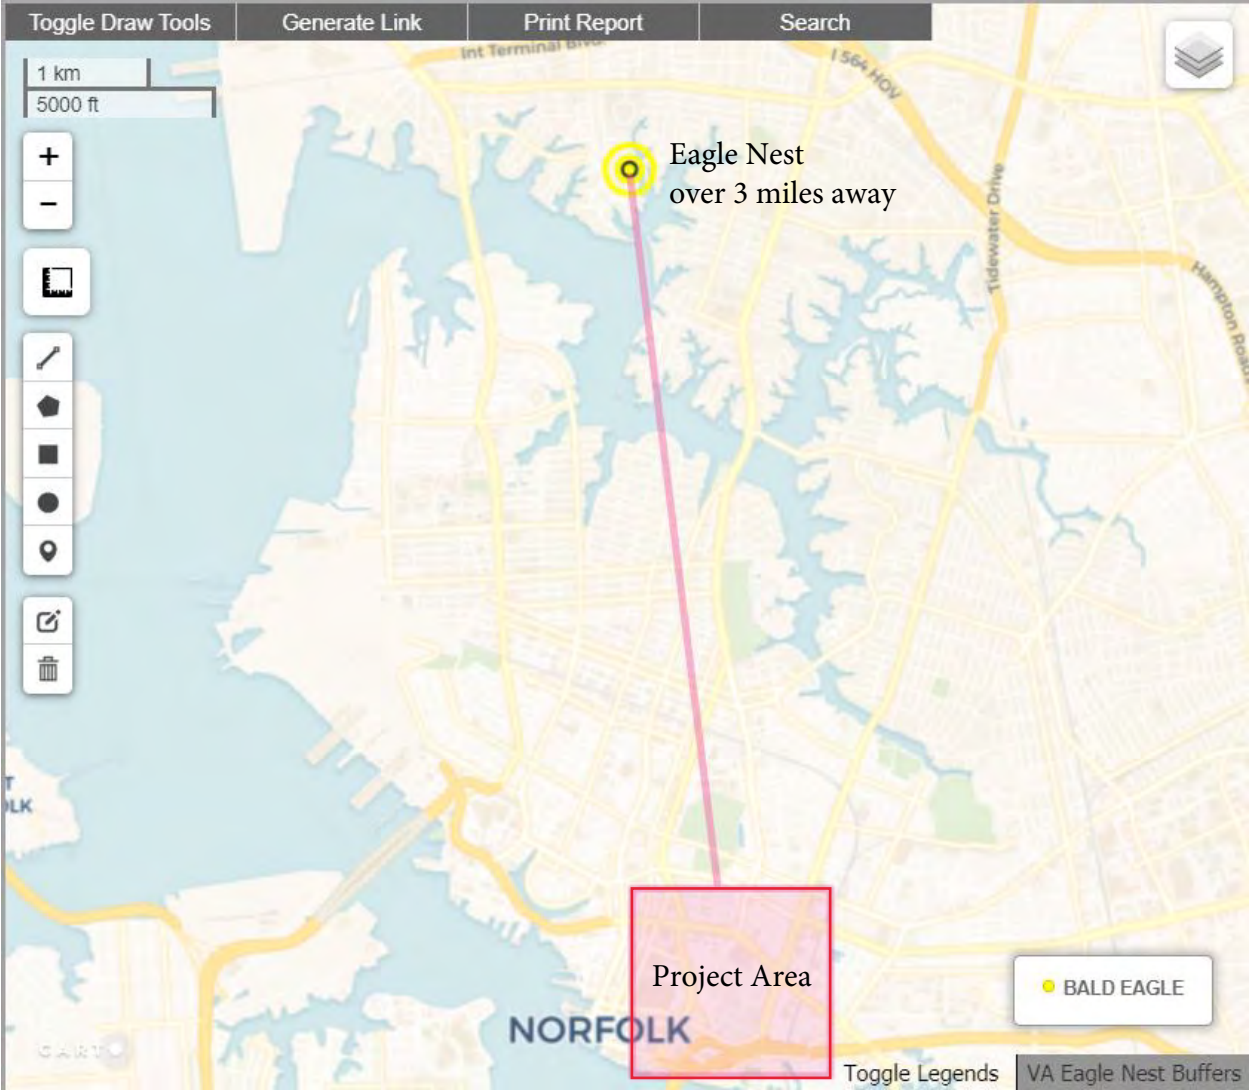 Toggle Draw Tools
Generate Link
Print Report
Search
1 km
5000 ft
Int Terminal Blvd
I 564 HOV
+
−
Eagle Nest
over 3 miles away
Tidewater Drive
Hampton Road
LK
Project Area
NORFOLK
BALD EAGLE
CARTO
Toggle Legends
VA Eagle Nest Buffers